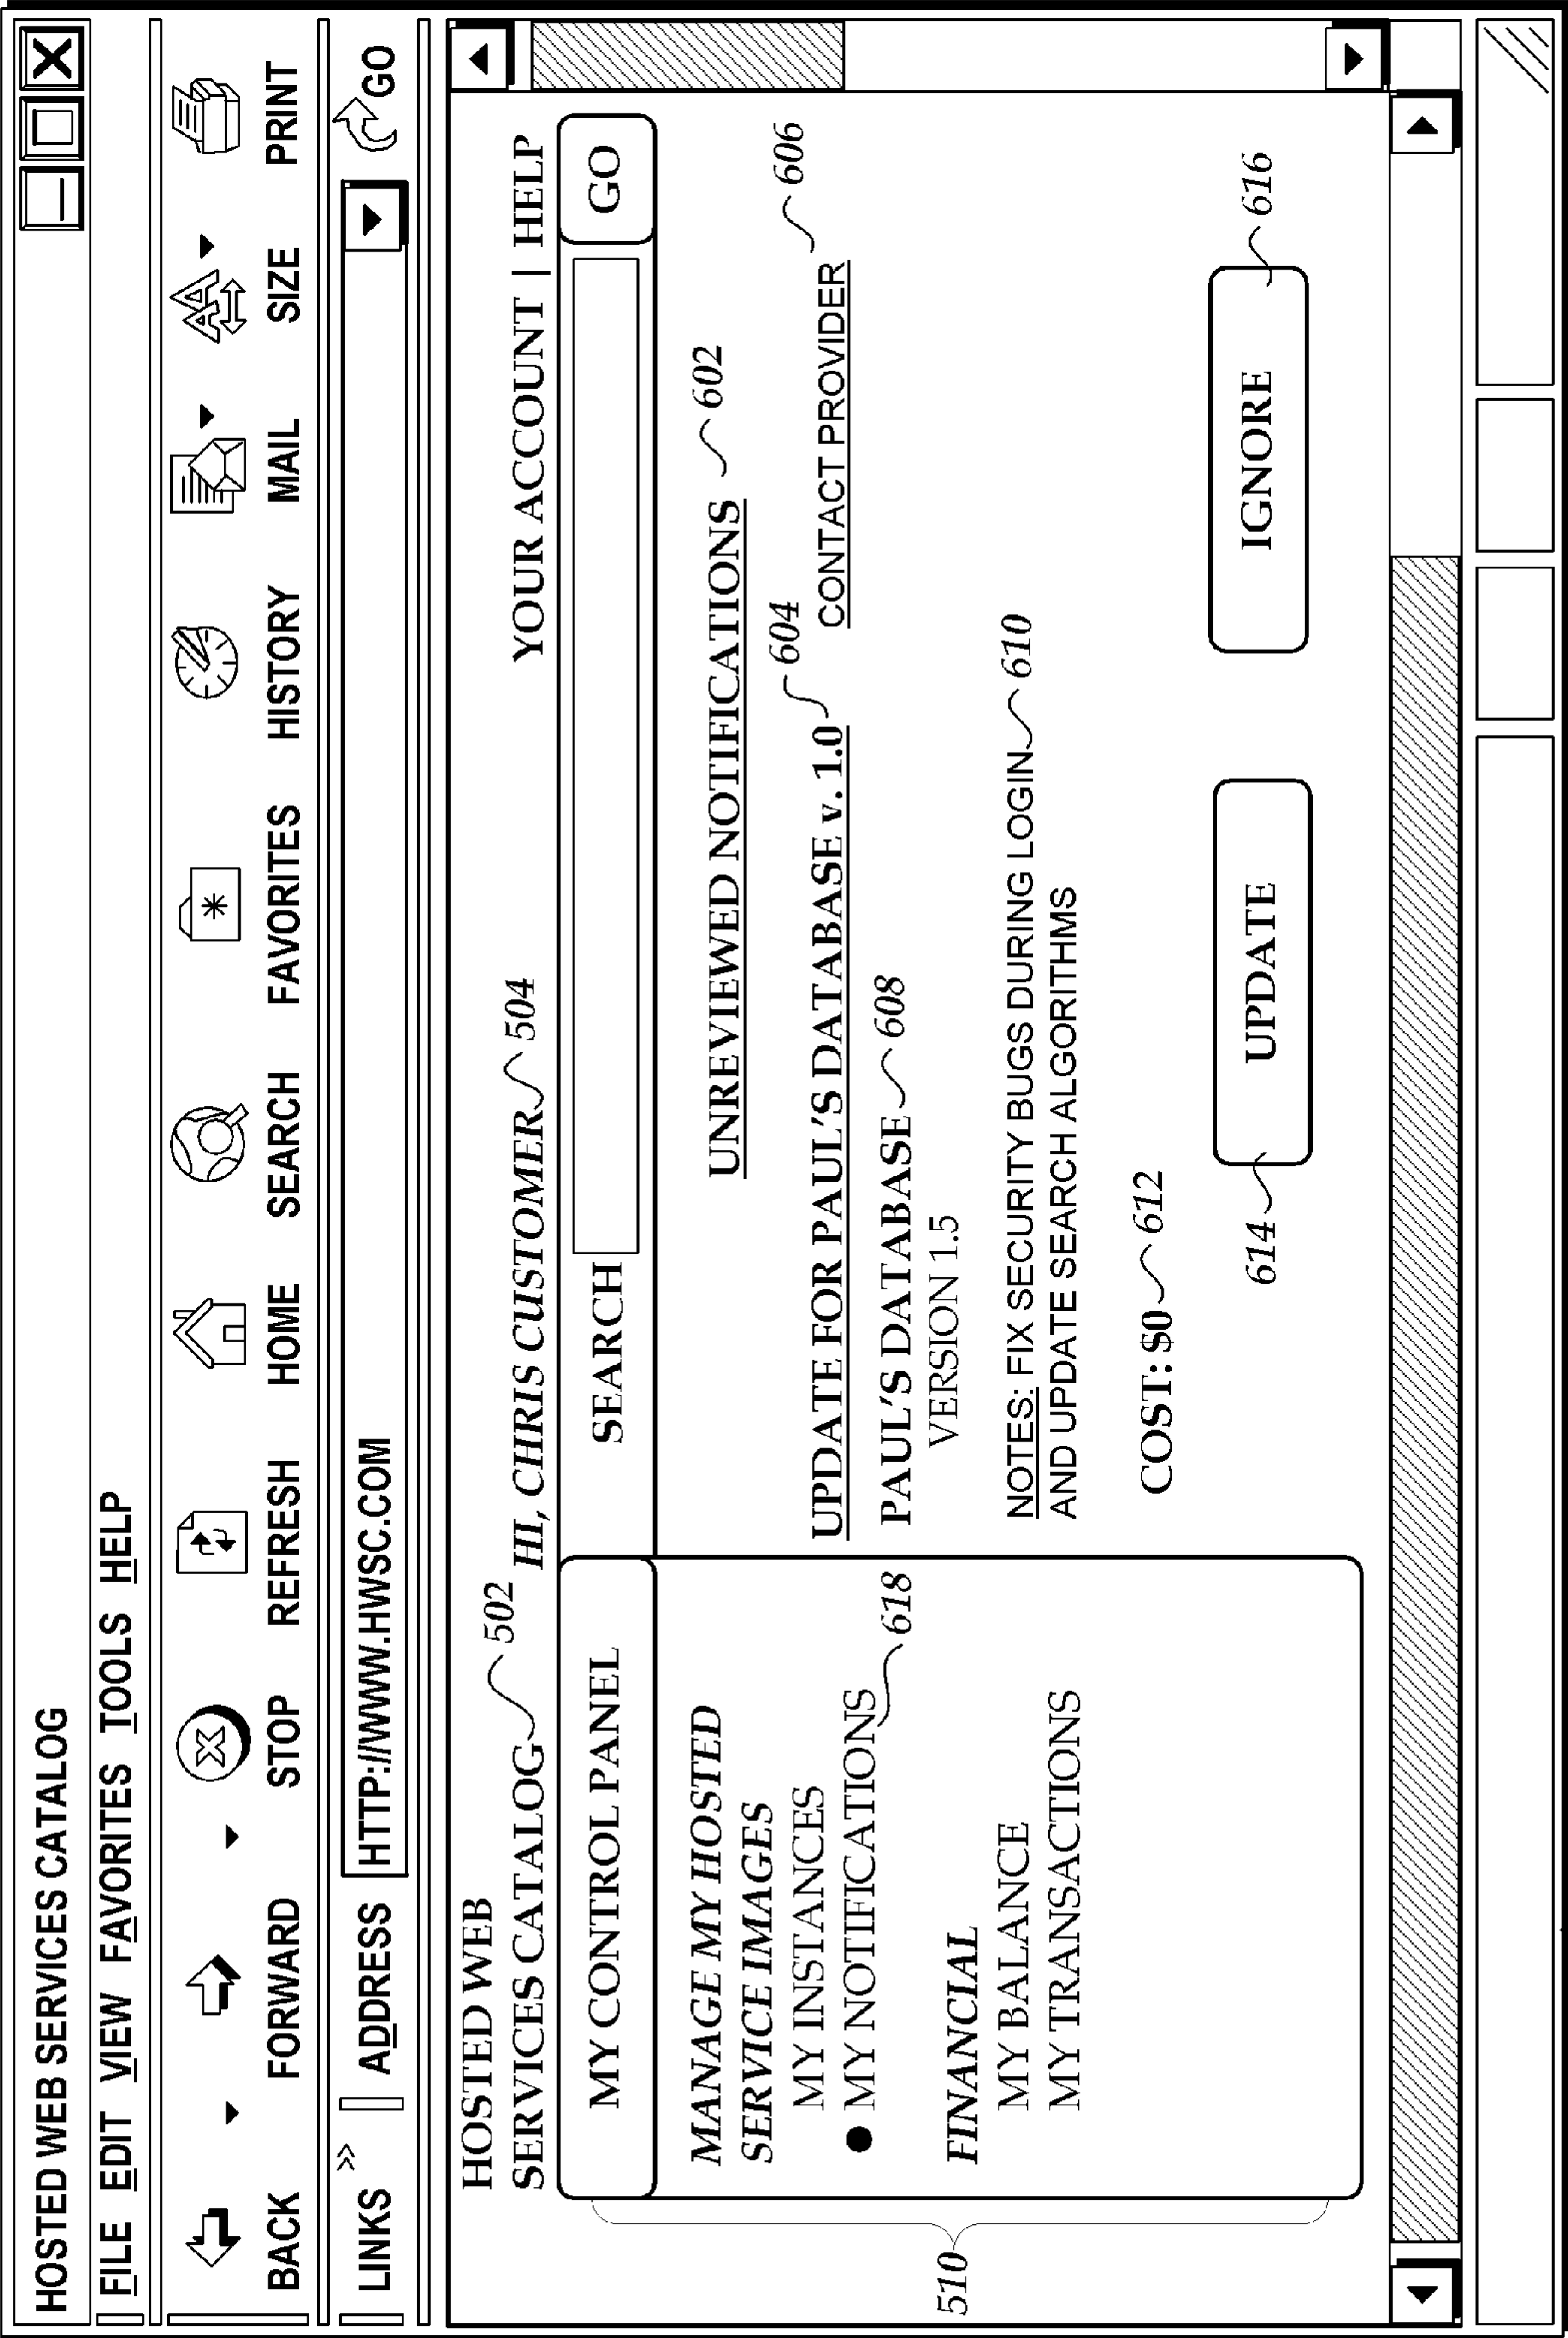 HOSTED WEB SERVICES CATALOG
FILE EDIT VIEW FAVORITES TOOLS HELP
BACK FORWARD STOP REFRESH HOME SEARCH FAVORITES HISTORY MAIL SIZE PRINT
LINKS » ADDRESS HTTP://WWW.HWSC.COM GO
HOSTED WEB
SERVICES CATALOG 502 HI, CHRIS CUSTOMER 504 YOUR ACCOUNT | HELP
MY CONTROL PANEL SEARCH GO
MANAGE MY HOSTED
SERVICE IMAGES
MY INSTANCES
● MY NOTIFICATIONS 618
FINANCIAL
MY BALANCE
MY TRANSACTIONS
510
UNREVIEWED NOTIFICATIONS 602
UPDATE FOR PAUL'S DATABASE v. 1.0 604 CONTACT PROVIDER 606
PAUL'S DATABASE 608
VERSION 1.5
NOTES: FIX SECURITY BUGS DURING LOGIN 610
AND UPDATE SEARCH ALGORITHMS
COST: $0 612
614 UPDATE IGNORE 616